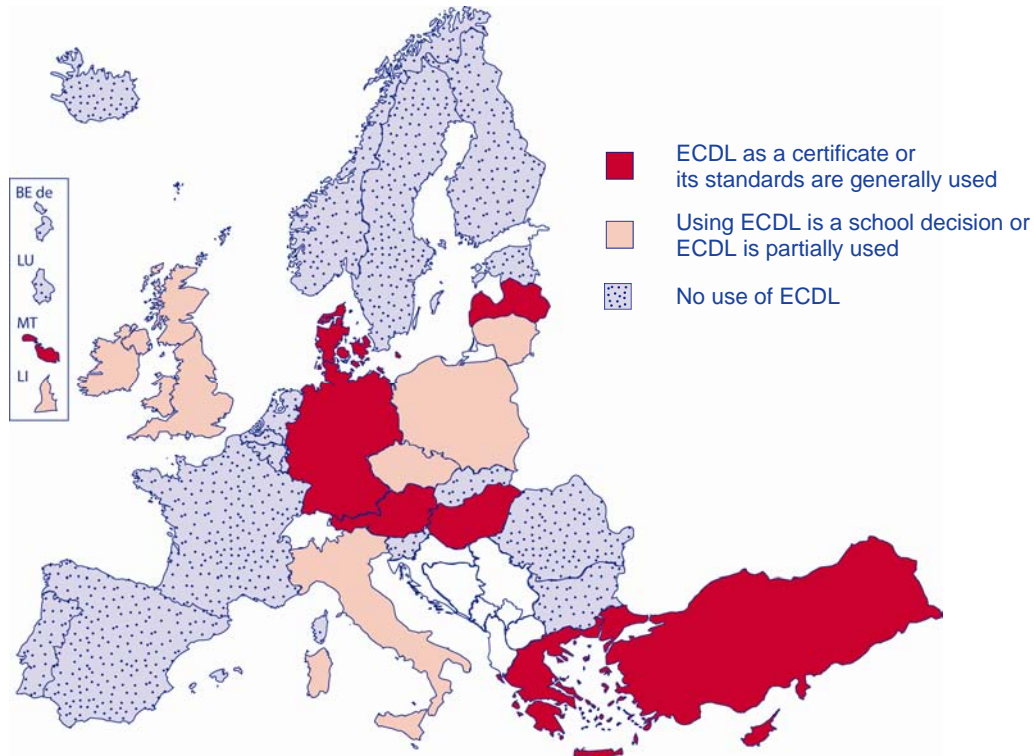 ECDL as a certificate or
its standards are generally used
Using ECDL is a school decision or
ECDL is partially used
No use of ECDL
BE de
LU
MT
LI